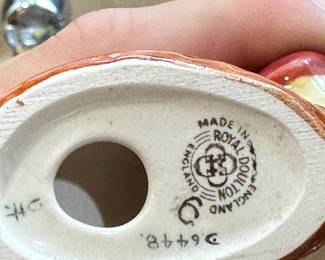 MADE IN
ENGLAND
ROYAL DOULTON
ENGLAND
D6448.